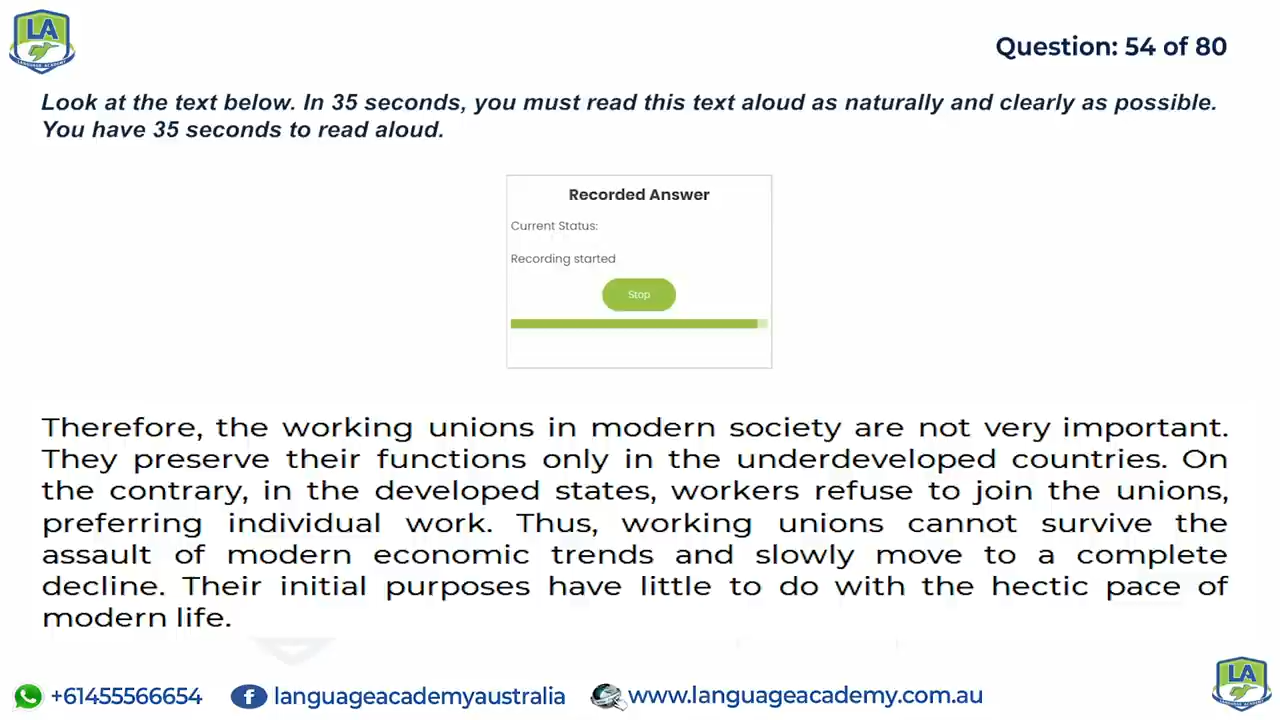 LA
LANGUAGE ACADEMY
Question: 54 of 80
Look at the text below. In 35 seconds, you must read this text aloud as naturally and clearly as possible.
You have 35 seconds to read aloud.
Recorded Answer
Current Status:
Recording started
Stop
Therefore, the working unions in modern society are not very important.
They preserve their functions only in the underdeveloped countries. On
the contrary, in the developed states, workers refuse to join the unions,
preferring individual work. Thus, working unions cannot survive the
assault of modern economic trends and slowly move to a complete
decline. Their initial purposes have little to do with the hectic pace of
modern life.
+61455566654
f
languageacademyaustralia
www.languageacademy.com.au
LA
LANGUAGE ACADEMY